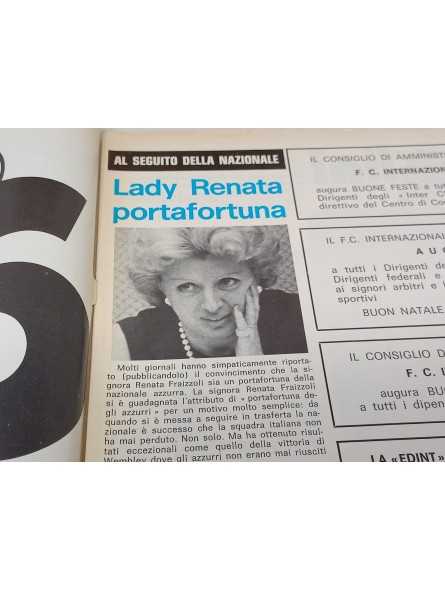 6
AL SEGUITO DELLA NAZIONALE
Lady Renata
portafortuna
Molti giornali hanno simpaticamente riporta-
to (pubblicandolo) il convincimento che la si-
gnora Renata Fraizzoli sia un portafortuna della
nazionale azzurra. La signora Renata Fraizzoli
si è guadagnata l'attributo di « portafortuna de-
gli azzurri » per un motivo molto semplice: da
quando si è messa a seguire in trasferta la na-
zionale è successo che la squadra italiana non
ha mai perduto. Non solo. Ma ha ottenuto risul-
tati eccezionali come quello della vittoria di
Wembley dove gli azzurri non erano mai riusciti
IL CONSIGLIO DI AMMINIST
F. C. INTERNAZION
augura BUONE FESTE a tu
Dirigenti degli « Inter C
direttivo del Centro di Co
IL F.C. INTERNAZIONAL
A U G
a tutti i Dirigenti de
Dirigenti federali e
ai signori arbitri e i
sportivi
BUON NATALE
IL CONSIGLIO D
F. C. I
augura BU
a tutti i dipen
LA «EDINT»